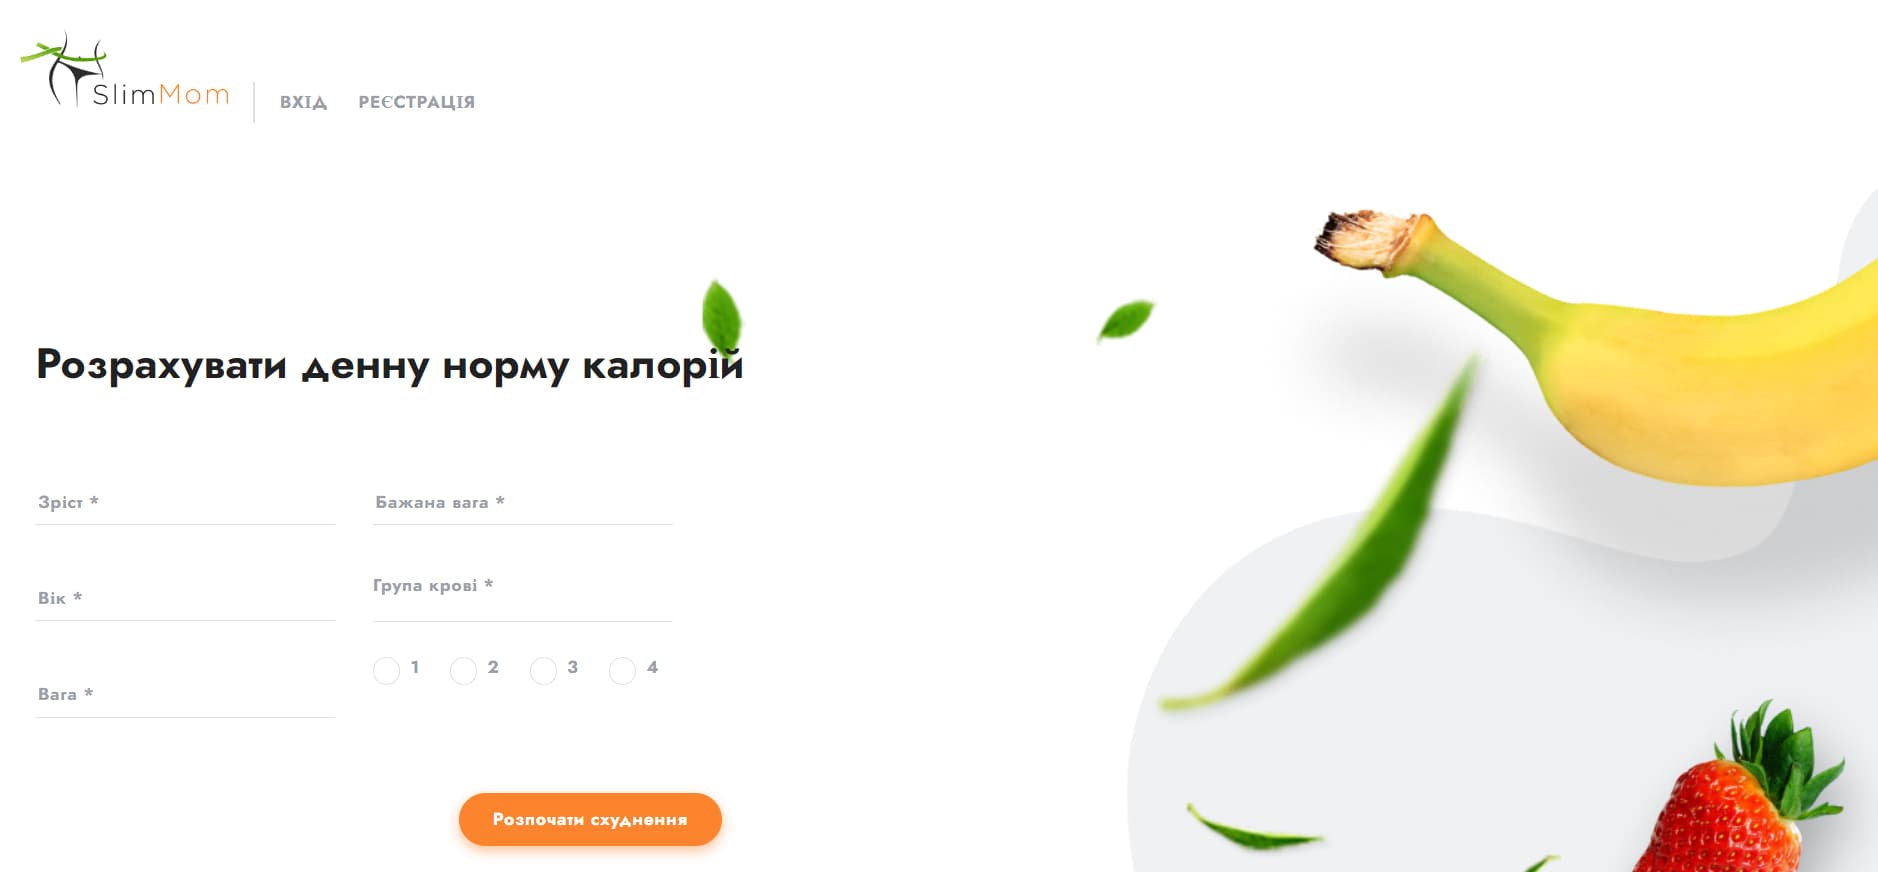 SlimMom
ВХІД РЕЄСТРАЦІЯ
Розрахувати денну норму калорій
Зріст *
Бажана вага *
Вік *
Група крові *
Вага *
1 2 3 4
Розпочати схуднення